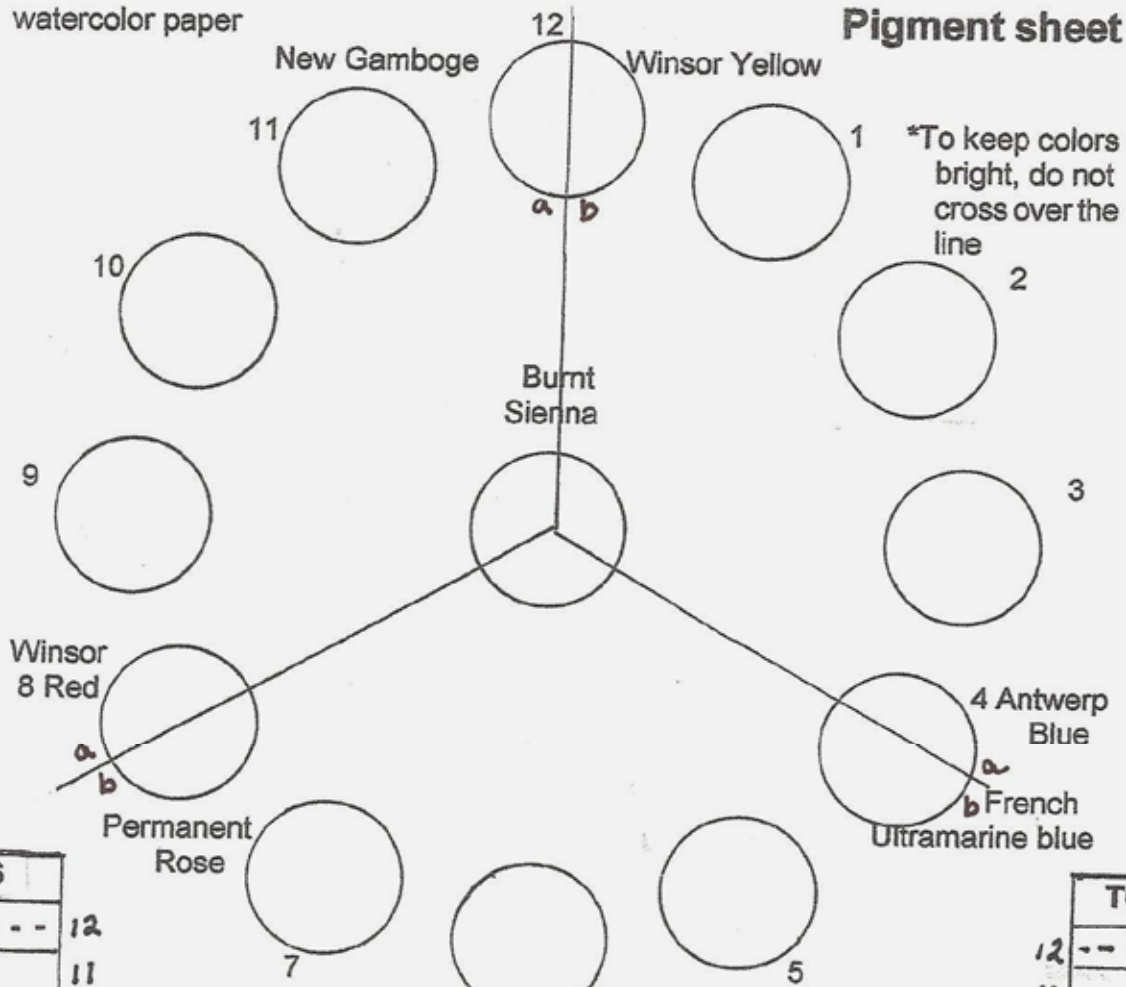 watercolor paper
Pigment sheet
12
New Gamboge
Winsor Yellow
11
1
*To keep colors
bright, do not
cross over the
line
a b
10
2
Burnt
Sienna
9
3
Winsor
8 Red
4 Antwerp
Blue
a
b
a
b French
Ultramarine blue
Permanent
Rose
7
5
12
11
12